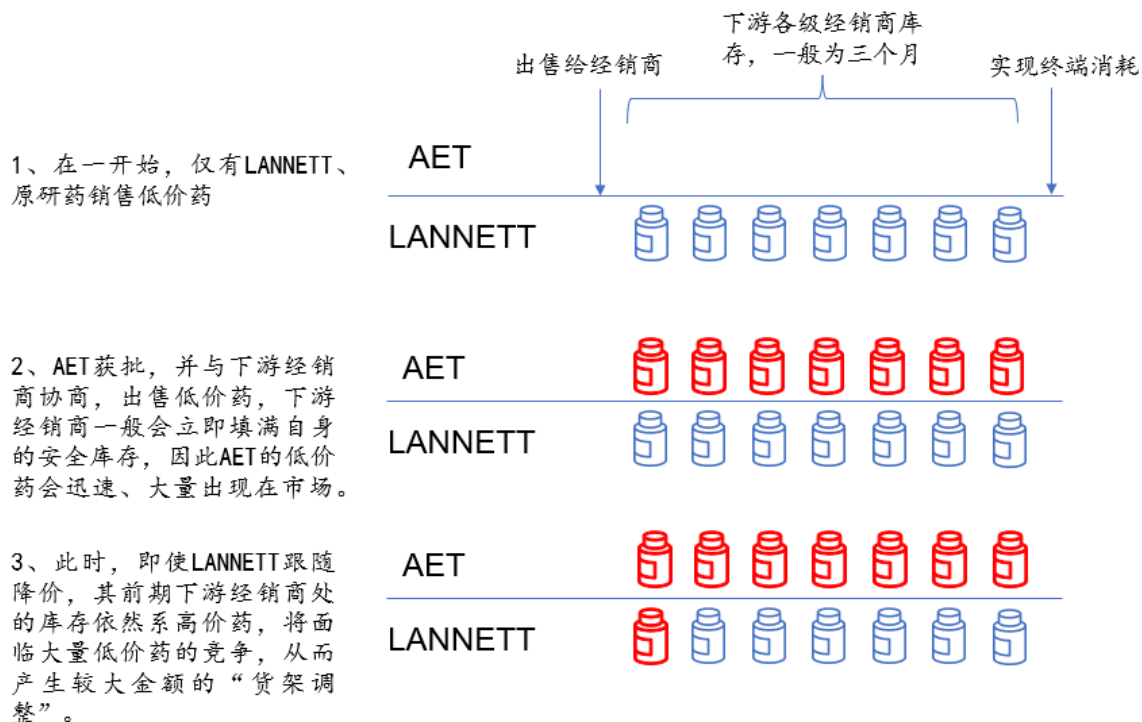 下游各级经销商库
存，一般为三个月
出售给经销商
实现终端消耗
1、在一开始，仅有LANNETT、
原研药销售低价药
AET
LANNETT
2、AET获批，并与下游经销
商协商，出售低价药，下游
经销商一般会立即填满自身
的安全库存，因此AET的低价
药会迅速、大量出现在市场。
AET
LANNETT
3、此时，即使LANNETT跟随
降价，其前期下游经销商处
的库存依然系高价药，将面
临大量低价药的竞争，从而
产生较大金额的“货架调
整”。
AET
LANNETT